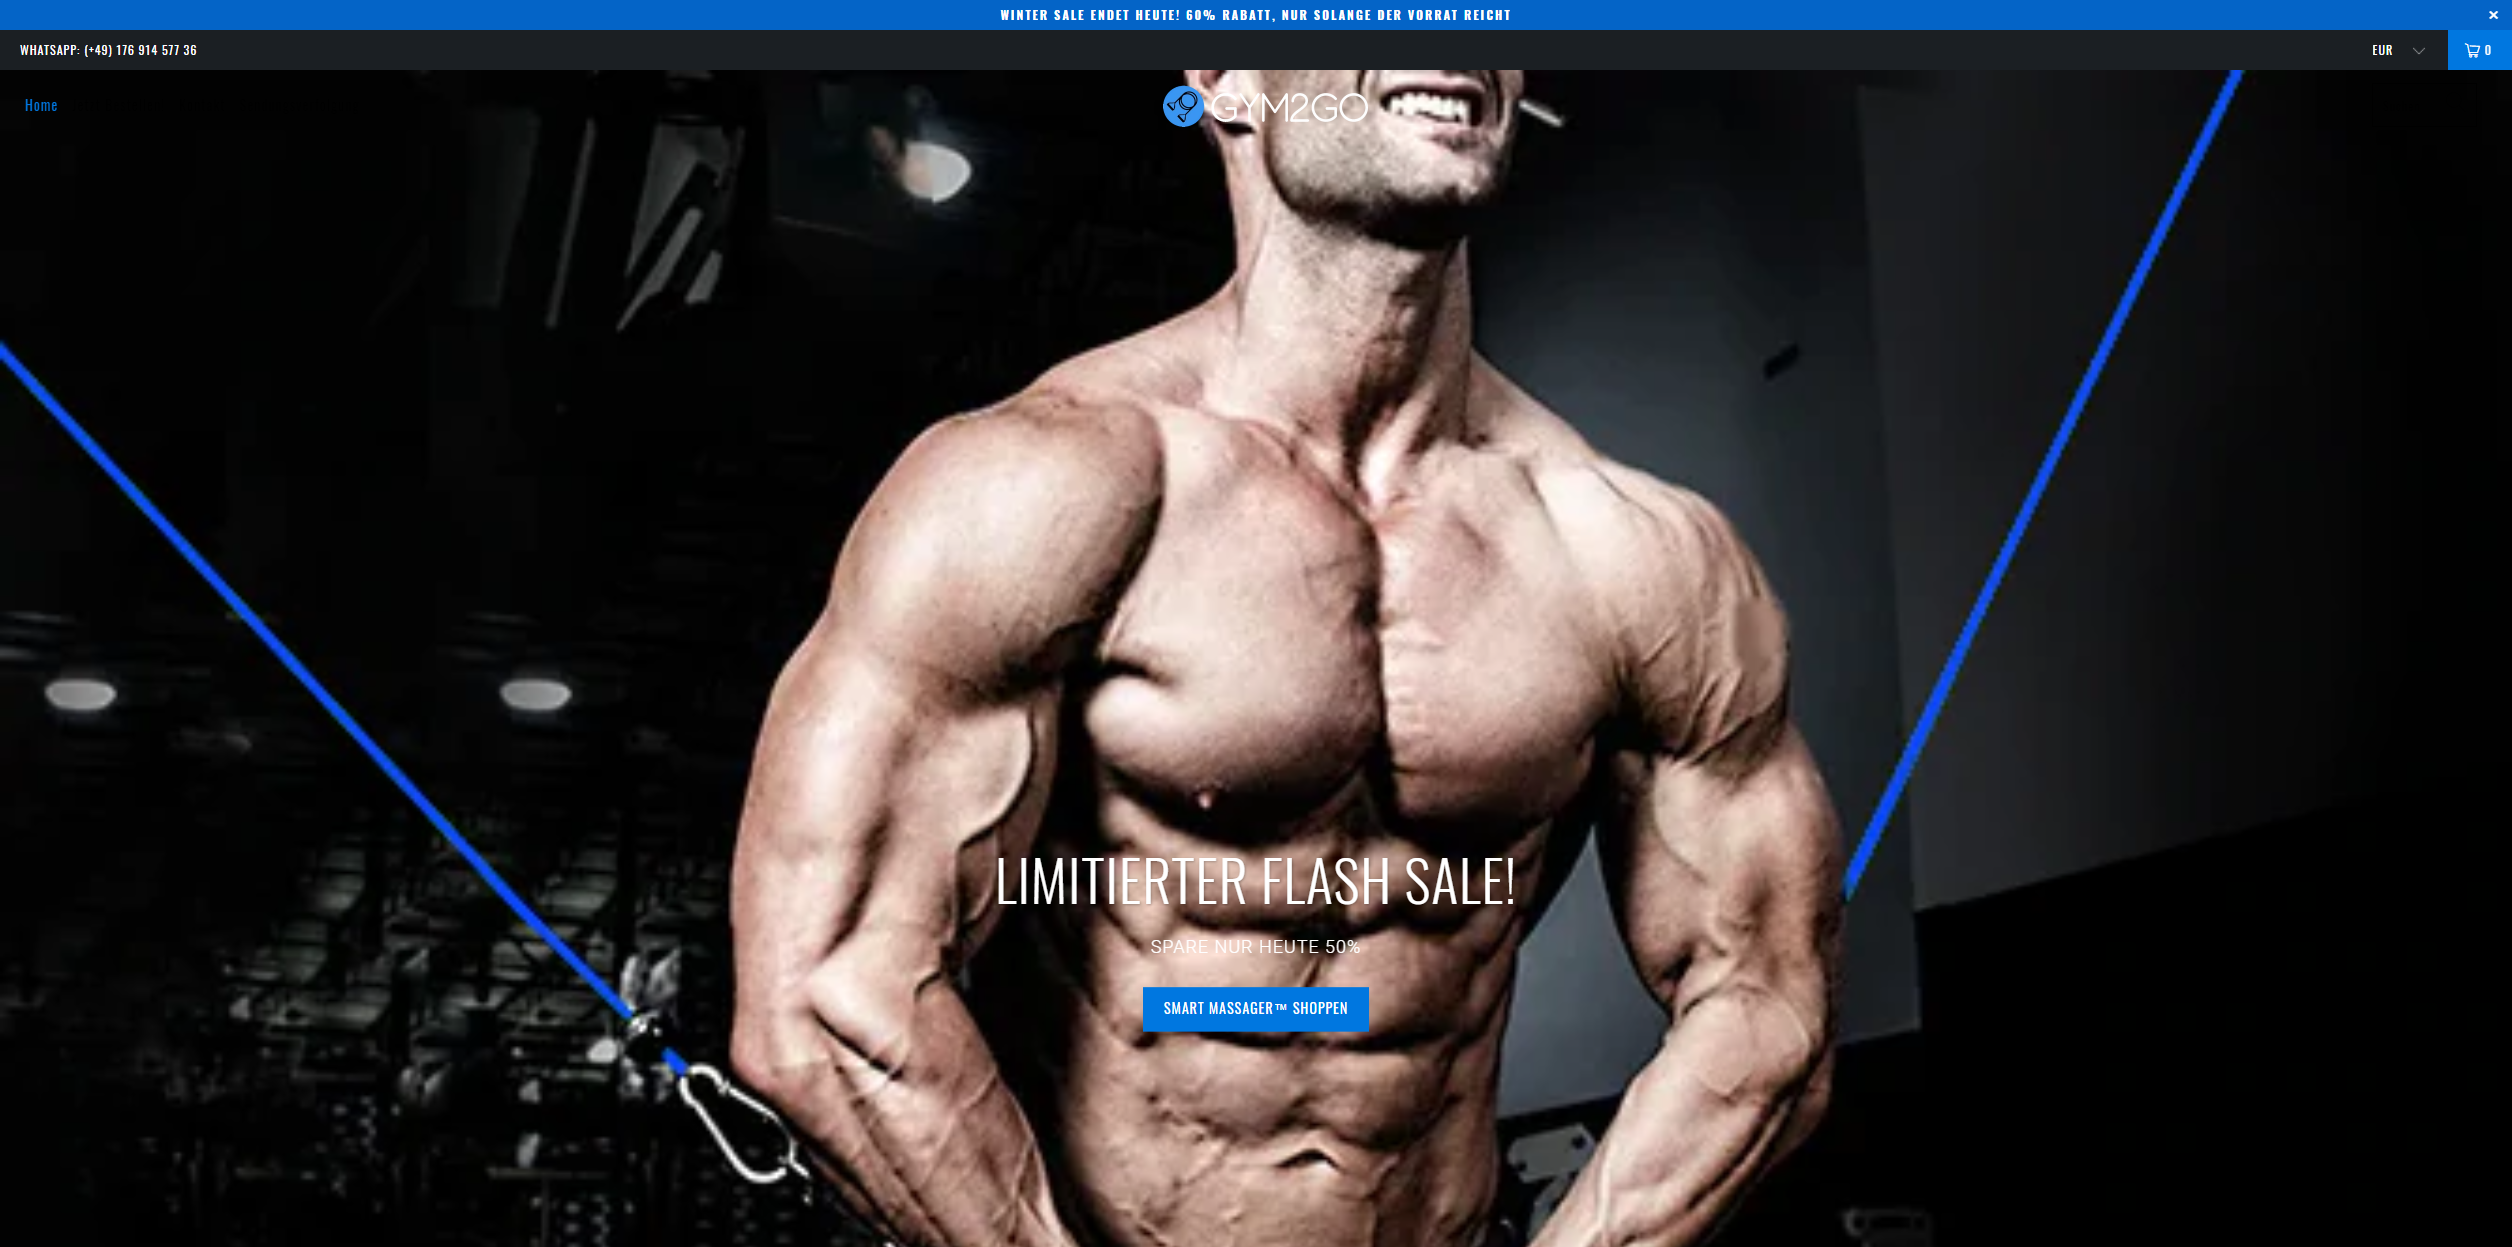 WINTER SALE ENDET HEUTE! 60% RABATT, NUR SOLANGE DER VORRAT REICHT
WHATSAPP: (+49) 176 914 577 36
EUR
0
Home
GYM2GO
LIMITIERTER FLASH SALE!
SPARE NUR HEUTE 50%
SMART MASSAGER™ SHOPPEN